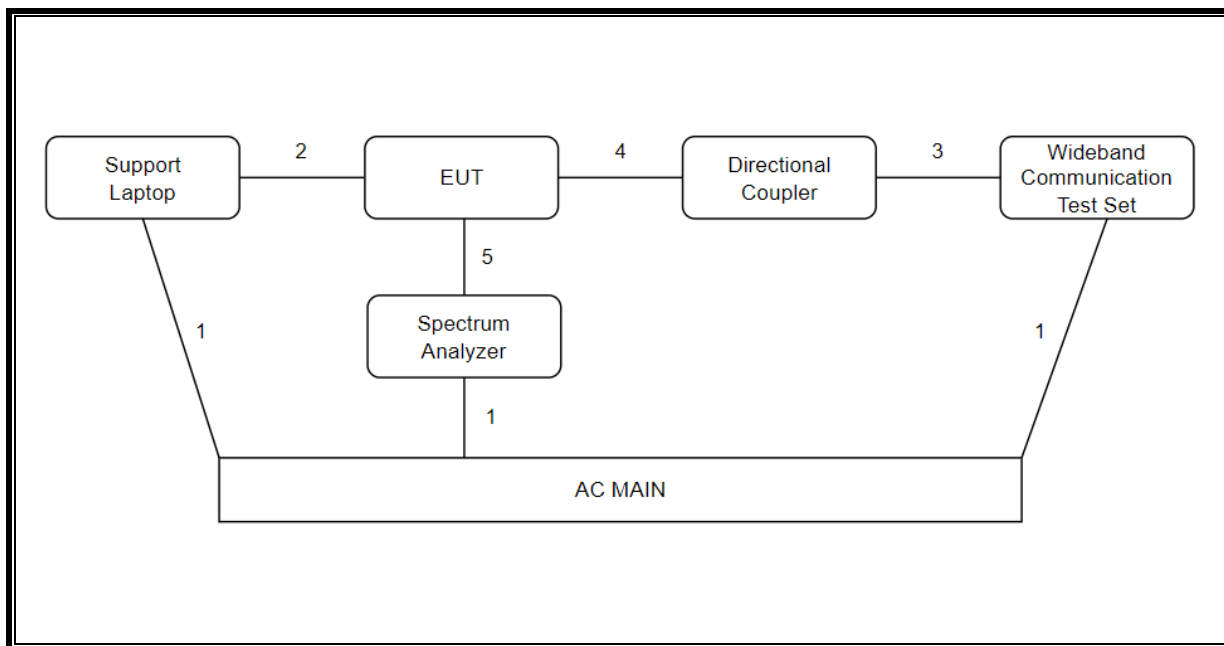 Support
Laptop
2
EUT
4
Directional
Coupler
3
Wideband
Communication
Test Set
5
1
Spectrum
Analyzer
1
1
AC MAIN